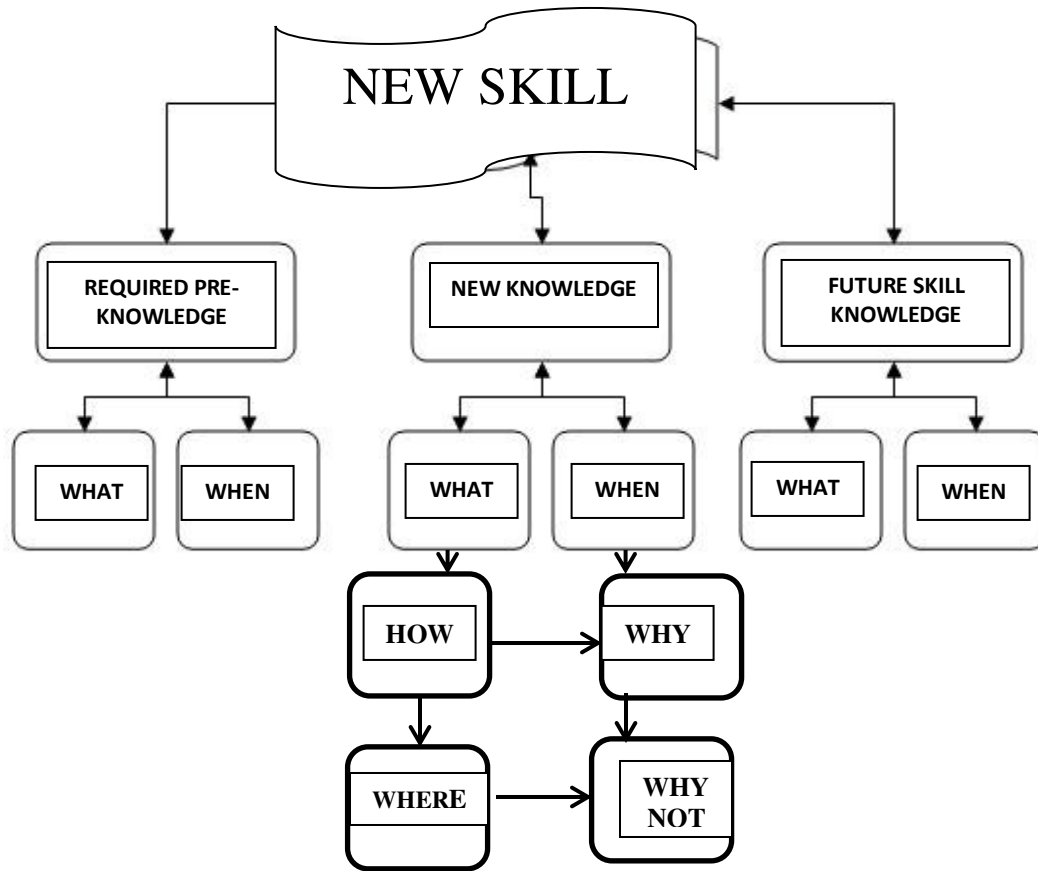 NEW SKILL
REQUIRED PRE-
KNOWLEDGE
NEW KNOWLEDGE
FUTURE SKILL
KNOWLEDGE
WHAT
WHEN
WHAT
WHEN
WHAT
WHEN
HOW
WHY
WHERE
WHY
NOT